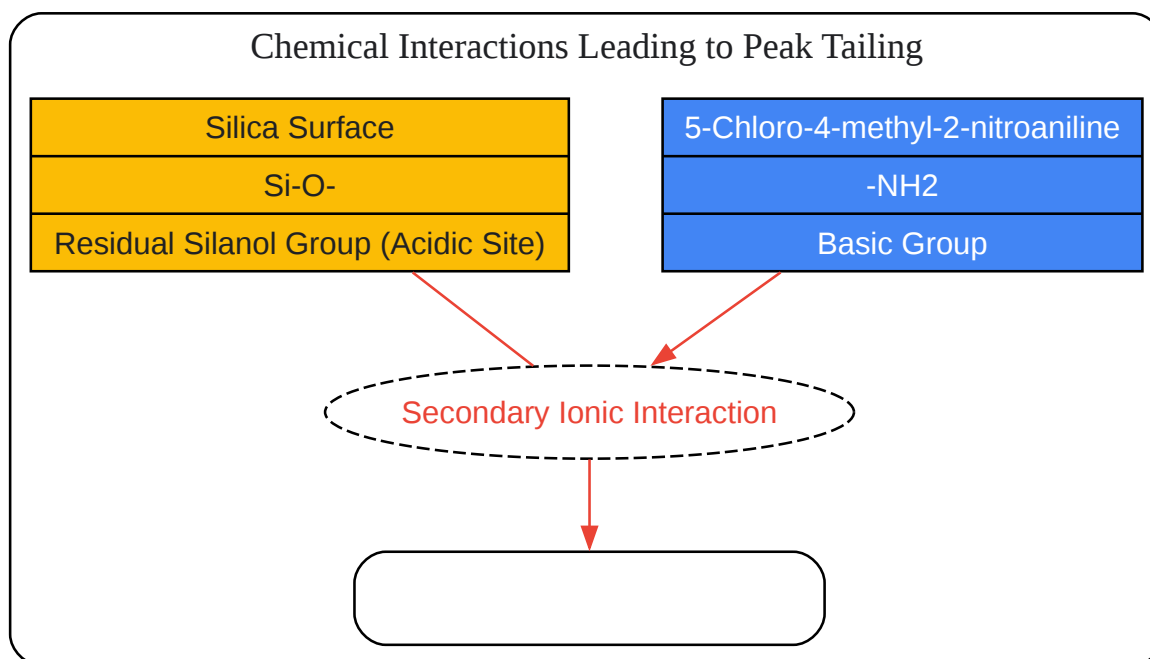 Chemical Interactions Leading to Peak Tailing
Silica Surface
Si-O-
Residual Silanol Group (Acidic Site)
5-Chloro-4-methyl-2-nitroaniline
-NH2
Basic Group
Secondary Ionic Interaction